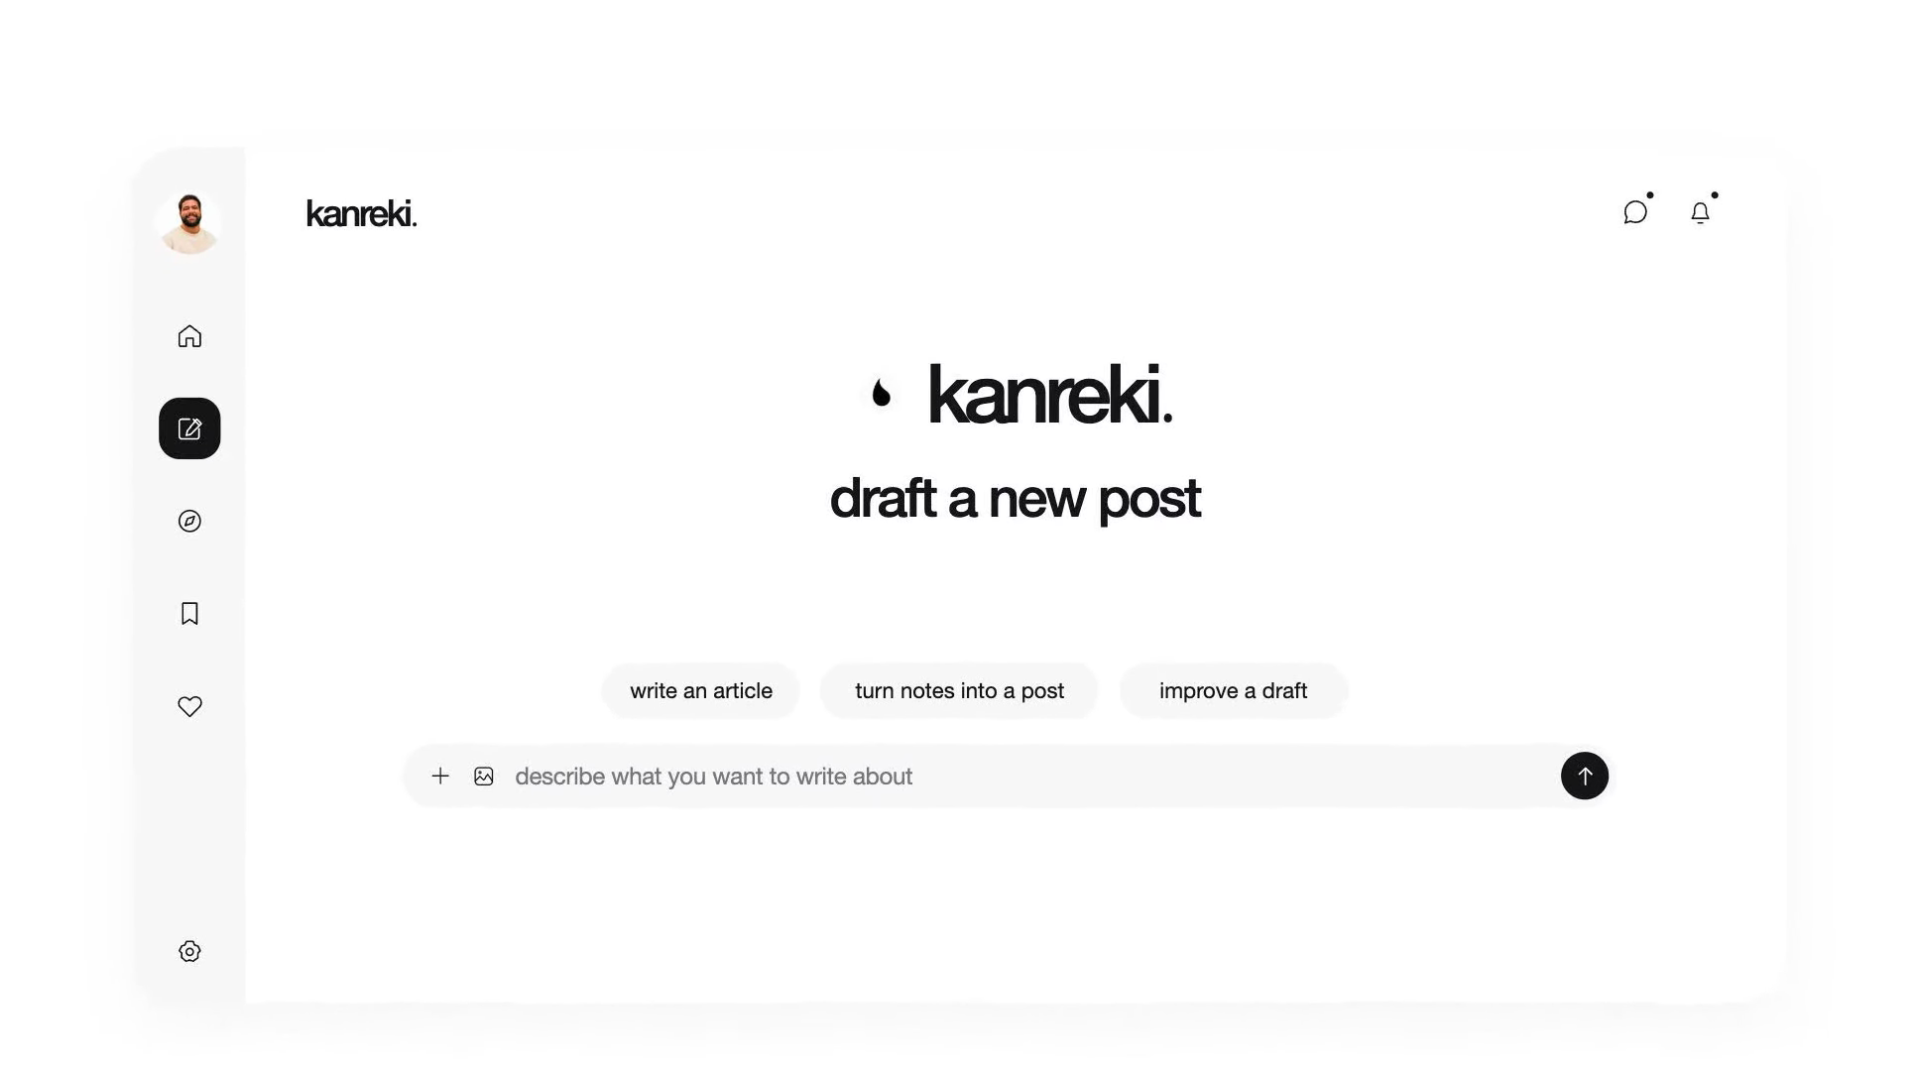 kanreki.
kanreki.
draft a new post
write an article
turn notes into a post
improve a draft
describe what you want to write about